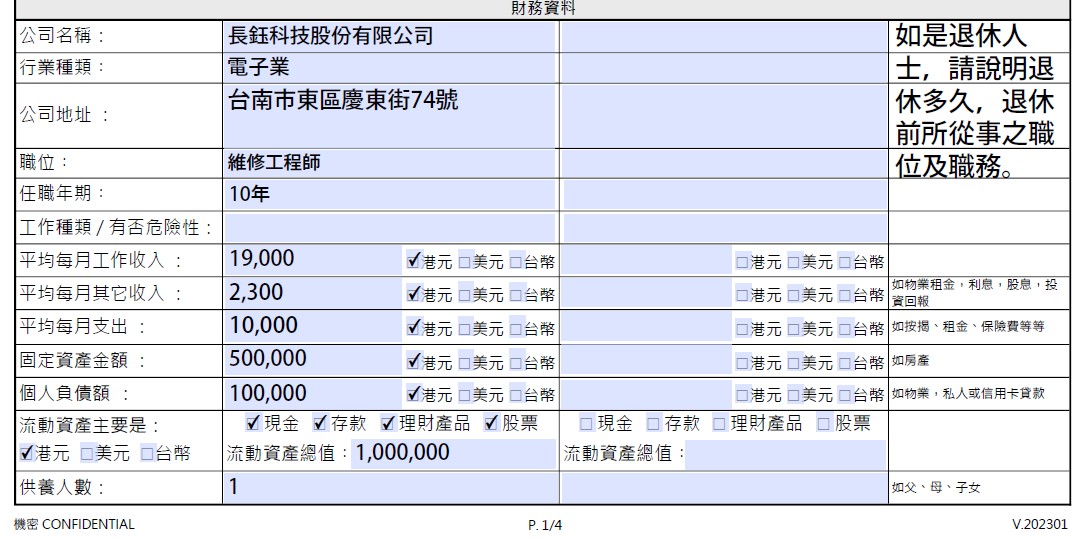 財務資料
公司名稱： 長鈺科技股份有限公司 如是退休人
行業種類： 電子業 士，請說明退
公司地址 ： 台南市東區慶東街74號 休多久，退休
前所從事之職
職位： 維修工程師 位及職務。
任職年期： 10年
工作種類 / 有否危險性：
平均每月工作收入 ： 19,000 ✓港元 □美元 □台幣 □港元 □美元 □台幣
平均每月其它收入 ： 2,300 ✓港元 □美元 □台幣 □港元 □美元 □台幣 如物業租金，利息，股息，投
資回報
平均每月支出 ： 10,000 ✓港元 □美元 □台幣 □港元 □美元 □台幣 如按揭、租金、保險費等等
固定資產金額 ： 500,000 ✓港元 □美元 □台幣 □港元 □美元 □台幣 如房產
個人負債額 ： 100,000 ✓港元 □美元 □台幣 □港元 □美元 □台幣 如物業，私人或信用卡貸款
流動資產主要是： ✓現金 ✓存款 ✓理財產品 ✓股票 □現金 □存款 □理財產品 □股票
✓港元 □美元 □台幣 流動資產總值：1,000,000 流動資產總值：
供養人數： 1 如父、母、子女
機密 CONFIDENTIAL P. 1/4 V.202301